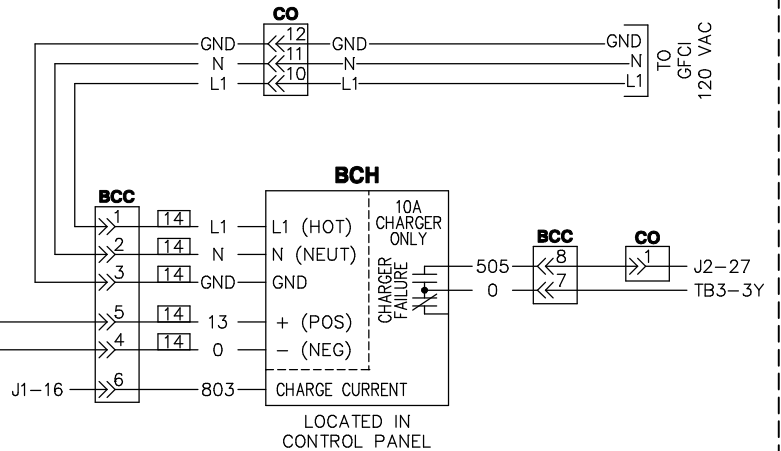 CO
GND 12 GND GND
N 11 N N
L1 10 L1 L1
TO
GFCI
120 VAC
BCH
BCC
1 14 L1 L1 (HOT)
2 14 N N (NEUT)
3 14 GND GND
5 14 13 + (POS)
4 14 0 − (NEG)
J1−16 6 803 CHARGE CURRENT
10A
CHARGER
ONLY
CHARGER
FAILURE
BCC CO
505 8 1 J2−27
0 7 TB3−3Y
LOCATED IN
CONTROL PANEL